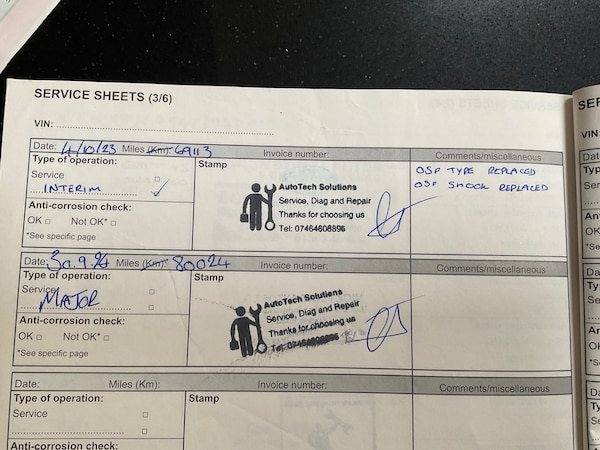 SERVICE SHEETS (3/6)
VIN:
Date: 4/10/23 Miles (Km): 69113 Invoice number: Comments/miscellaneous
Type of operation: Stamp
Service
INTERIM
OSF TYPE REPLACED
OSF SHOCK REPLACED
AutoTech Solutions
Service, Diag and Repair
Thanks for choosing us
Tel: 07464608895
Anti-corrosion check:
OK Not OK*
*See specific page
Date: 30.9.24 Miles (Km): 80024 Invoice number: Comments/miscellaneous
Type of operation: Stamp
Service
MAJOR
AutoTech Solutions
Service, Diag and Repair
Thanks for choosing us
Tel: 07464608895
Anti-corrosion check:
OK Not OK*
*See specific page
Date: Miles (Km): Invoice number: Comments/miscellaneous
Type of operation: Stamp
Service
Anti-corrosion check:
VIN: